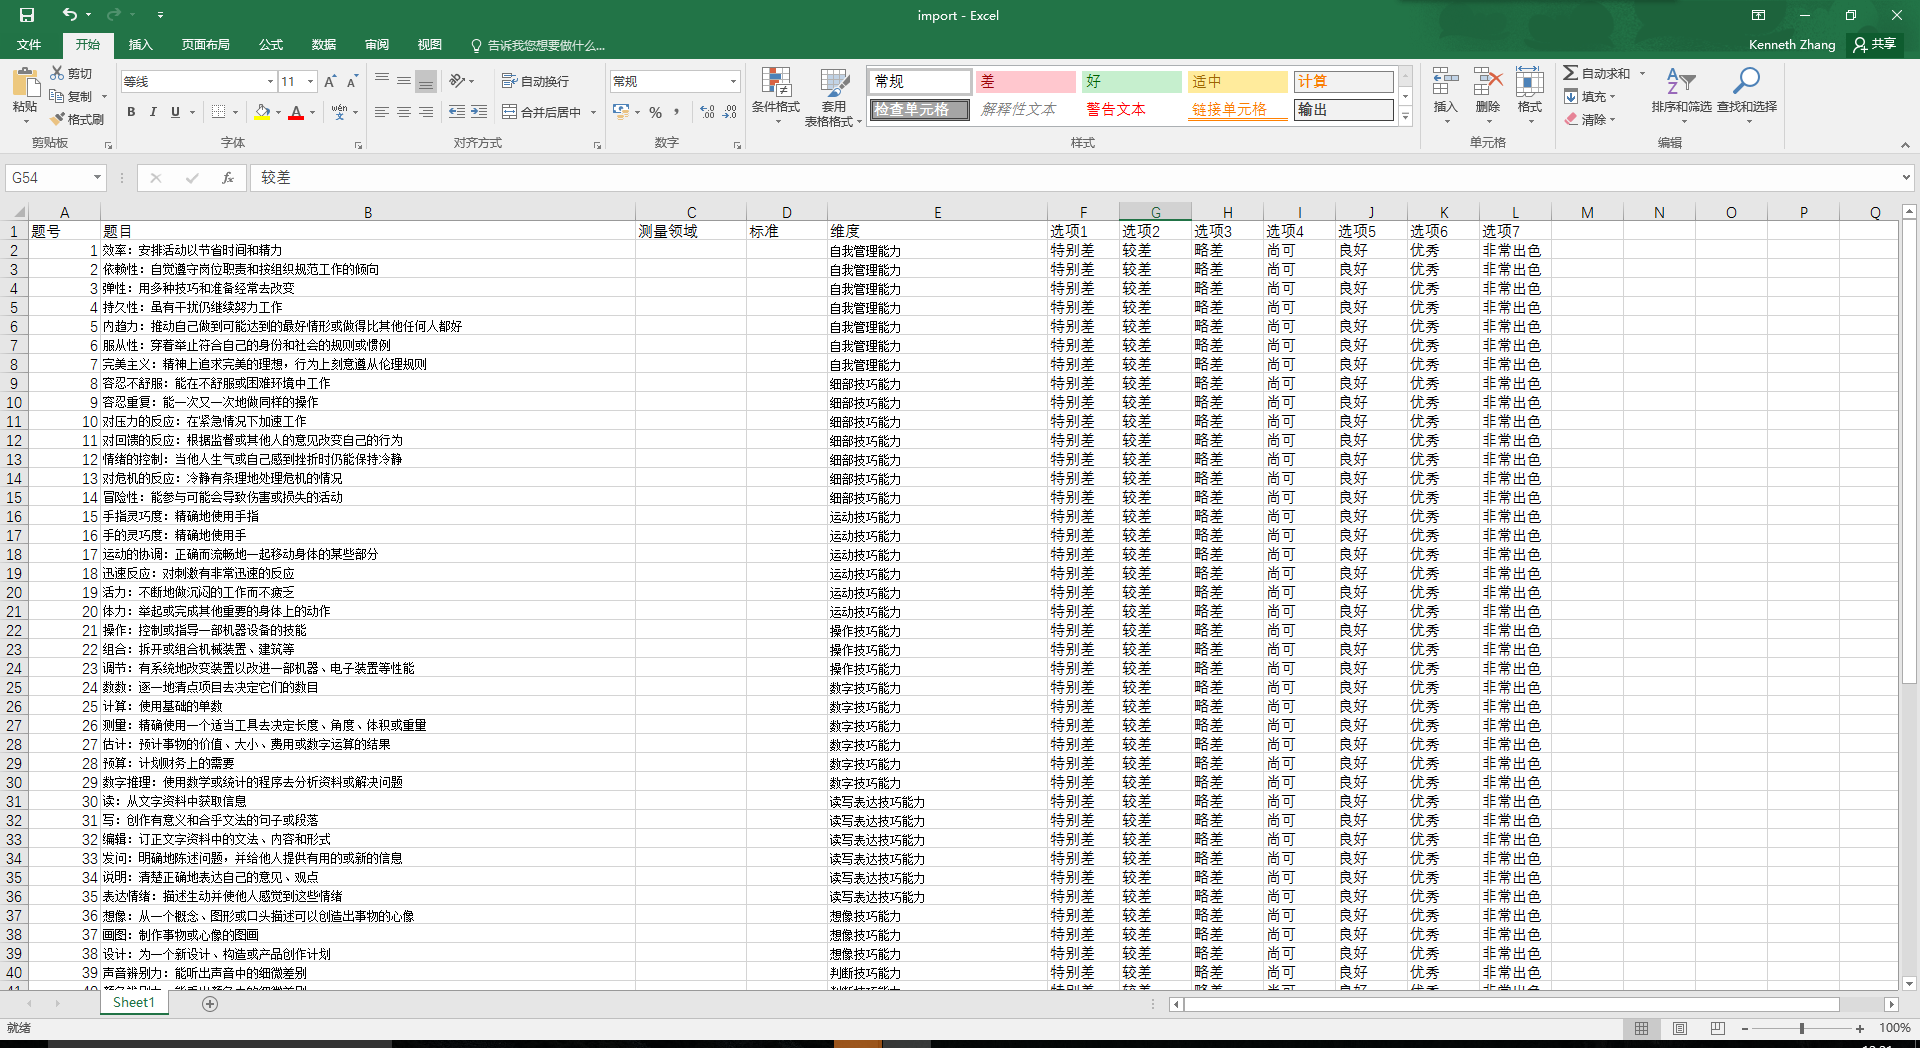 import - Excel
文件 开始 插入 页面布局 公式 数据 审阅 视图 告诉我您想要做什么... Kenneth Zhang 共享
粘贴 剪切 复制 格式刷 剪贴板
等线 11 B I U A 字体
自动换行 合并后居中 对齐方式
常规 % 数字
条件格式 套用 表格格式
常规 差 好 适中 计算
检查单元格 解释性文本 警告文本 链接单元格 输出
样式
插入 删除 格式 单元格
自动求和 填充 清除 排序和筛选 查找和选择 编辑
G54 fx 较差
A B C D E F G H I J K L M N O P Q
1 题号 题目 测量领域 标准 维度 选项1 选项2 选项3 选项4 选项5 选项6 选项7
2 1 效率：安排活动以节省时间和精力 自我管理能力 特别差 较差 略差 尚可 良好 优秀 非常出色
3 2 依赖性：自觉遵守岗位职责和按组织规范工作的倾向 自我管理能力 特别差 较差 略差 尚可 良好 优秀 非常出色
4 3 弹性：用多种技巧和准备经常去改变 自我管理能力 特别差 较差 略差 尚可 良好 优秀 非常出色
5 4 持久性：虽有干扰仍继续努力工作 自我管理能力 特别差 较差 略差 尚可 良好 优秀 非常出色
6 5 内趋力：推动自己做到可能达到的最好情形或做得比其他任何人都好 自我管理能力 特别差 较差 略差 尚可 良好 优秀 非常出色
7 6 服从性：穿着举止符合自己的身份和社会的规则或惯例 自我管理能力 特别差 较差 略差 尚可 良好 优秀 非常出色
8 7 完美主义：精神上追求完美的理想，行为上刻意遵从伦理规则 自我管理能力 特别差 较差 略差 尚可 良好 优秀 非常出色
9 8 容忍不舒服：能在不舒服或困难环境中工作 细部技巧能力 特别差 较差 略差 尚可 良好 优秀 非常出色
10 9 容忍重复：能一次又一次地做同样的操作 细部技巧能力 特别差 较差 略差 尚可 良好 优秀 非常出色
11 10 对压力的反应：在紧急情况下加速工作 细部技巧能力 特别差 较差 略差 尚可 良好 优秀 非常出色
12 11 对回馈的反应：根据监督或其他人的意见改变自己的行为 细部技巧能力 特别差 较差 略差 尚可 良好 优秀 非常出色
13 12 情绪的控制：当他人生气或自己感到挫折时仍能保持冷静 细部技巧能力 特别差 较差 略差 尚可 良好 优秀 非常出色
14 13 对危机的反应：冷静有条理地处理危机的情况 细部技巧能力 特别差 较差 略差 尚可 良好 优秀 非常出色
15 14 冒险性：能参与可能会导致伤害或损失的活动 细部技巧能力 特别差 较差 略差 尚可 良好 优秀 非常出色
16 15 手指灵巧度：精确地使用手指 运动技巧能力 特别差 较差 略差 尚可 良好 优秀 非常出色
17 16 手的灵巧度：精确地使用手 运动技巧能力 特别差 较差 略差 尚可 良好 优秀 非常出色
18 17 运动的协调：正确而流畅地一起移动身体的某些部分 运动技巧能力 特别差 较差 略差 尚可 良好 优秀 非常出色
19 18 迅速反应：对刺激有非常迅速的反应 运动技巧能力 特别差 较差 略差 尚可 良好 优秀 非常出色
20 19 活力：不断地做沉闷的工作而不疲乏 运动技巧能力 特别差 较差 略差 尚可 良好 优秀 非常出色
21 20 体力：举起或完成其他重要的身体上的动作 运动技巧能力 特别差 较差 略差 尚可 良好 优秀 非常出色
22 21 操作：控制或指导一部机器设备的技能 操作技巧能力 特别差 较差 略差 尚可 良好 优秀 非常出色
23 22 组合：拆开或组合机械装置、建筑等 操作技巧能力 特别差 较差 略差 尚可 良好 优秀 非常出色
24 23 调节：有系统地改变装置以改进一部机器、电子装置等性能 操作技巧能力 特别差 较差 略差 尚可 良好 优秀 非常出色
25 24 数数：逐一地清点项目去决定它们的数目 数字技巧能力 特别差 较差 略差 尚可 良好 优秀 非常出色
26 25 计算：使用基础的单数 数字技巧能力 特别差 较差 略差 尚可 良好 优秀 非常出色
27 26 测量：精确使用一个适当工具去决定长度、角度、体积或重量 数字技巧能力 特别差 较差 略差 尚可 良好 优秀 非常出色
28 27 估计：预计事物的价值、大小、费用或数字运算的结果 数字技巧能力 特别差 较差 略差 尚可 良好 优秀 非常出色
29 28 预算：计划财务上的需要 数字技巧能力 特别差 较差 略差 尚可 良好 优秀 非常出色
30 29 数字推理：使用数学或统计的程序去分析资料或解决问题 数字技巧能力 特别差 较差 略差 尚可 良好 优秀 非常出色
31 30 读：从文字资料中获取信息 读写表达技巧能力 特别差 较差 略差 尚可 良好 优秀 非常出色
32 31 写：创作有意义和合乎文法的句子或段落 读写表达技巧能力 特别差 较差 略差 尚可 良好 优秀 非常出色
33 32 编辑：订正文字资料中的文法、内容和形式 读写表达技巧能力 特别差 较差 略差 尚可 良好 优秀 非常出色
34 33 发问：明确地陈述问题，并给他人提供有用的或新的信息 读写表达技巧能力 特别差 较差 略差 尚可 良好 优秀 非常出色
35 34 说明：清楚正确地表达自己的意见、观点 读写表达技巧能力 特别差 较差 略差 尚可 良好 优秀 非常出色
36 35 表达情绪：描述生动并使他人感觉到这些情绪 读写表达技巧能力 特别差 较差 略差 尚可 良好 优秀 非常出色
37 36 想像：从一个概念、图形或口头描述可以创造出事物的心像 想像技巧能力 特别差 较差 略差 尚可 良好 优秀 非常出色
38 37 画图：制作事物或心像的图画 想像技巧能力 特别差 较差 略差 尚可 良好 优秀 非常出色
39 38 设计：为一个新设计、构造或产品创作计划 想像技巧能力 特别差 较差 略差 尚可 良好 优秀 非常出色
40 39 声音辨别力：能听出声音中的细微差别 判断技巧能力 特别差 较差 略差 尚可 良好 优秀 非常出色
Sheet1
就绪 100%